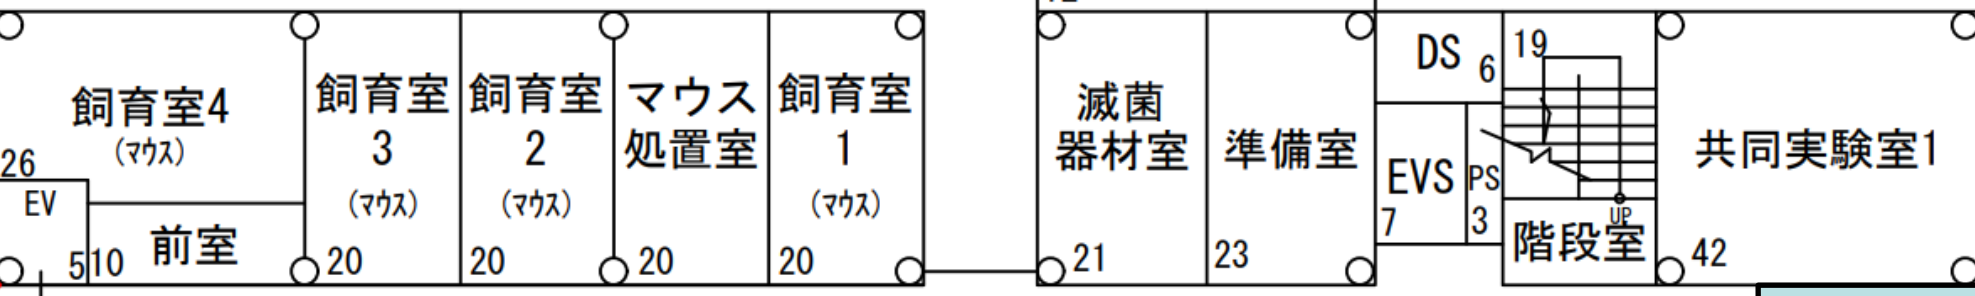 飼育室4
(ﾏｳｽ)
26
EV
5
10
前室
飼育室
3
(ﾏｳｽ)
20
飼育室
2
(ﾏｳｽ)
20
マウス
処置室
20
飼育室
1
(ﾏｳｽ)
20
滅菌
器材室
21
準備室
23
DS
6
EVS
7
PS
3
19
UP
階段室
共同実験室1
42